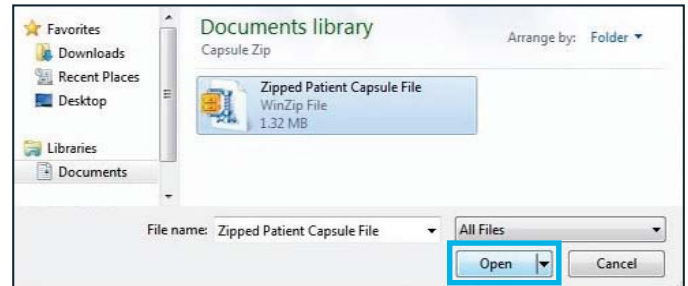 Favorites
Downloads
Recent Places
Desktop
Libraries
Documents
Documents library
Capsule Zip
Arrange by: Folder
Zipped Patient Capsule File
WinZip File
1.32 MB
File name: Zipped Patient Capsule File
All Files
Open
Cancel